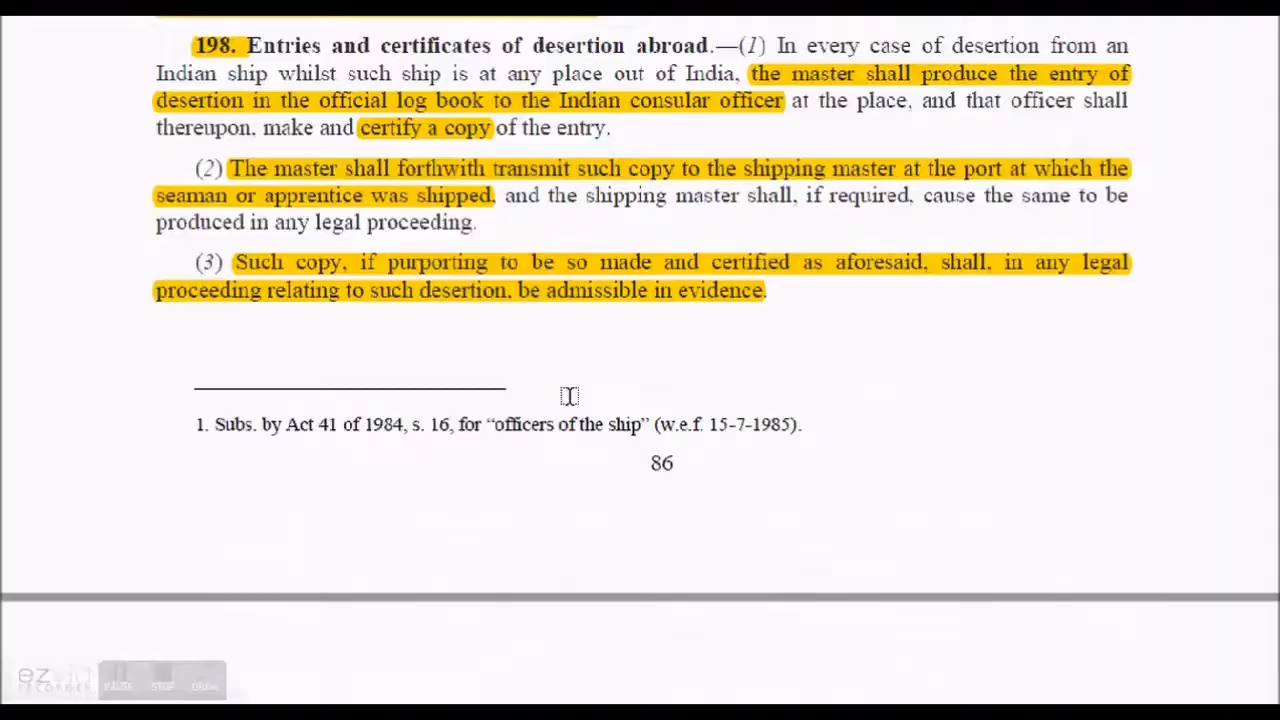 198. Entries and certificates of desertion abroad.—(1) In every case of desertion from an
Indian ship whilst such ship is at any place out of India, the master shall produce the entry of
desertion in the official log book to the Indian consular officer at the place, and that officer shall
thereupon, make and certify a copy of the entry.
(2) The master shall forthwith transmit such copy to the shipping master at the port at which the
seaman or apprentice was shipped, and the shipping master shall, if required, cause the same to be
produced in any legal proceeding.
(3) Such copy, if purporting to be so made and certified as aforesaid, shall, in any legal
proceeding relating to such desertion, be admissible in evidence.
1. Subs. by Act 41 of 1984, s. 16, for “officers of the ship” (w.e.f. 15-7-1985).
86
RECORDER PAUSE STOP DRAW